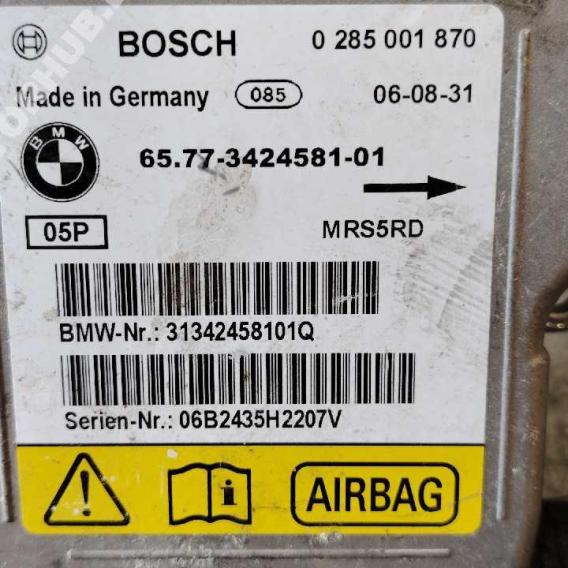 BOSCH 0 285 001 870
Made in Germany 085 06-08-31
BMW 65.77-3424581-01
05P MRS5RD
BMW-Nr.: 31342458101Q
Serien-Nr.: 06B2435H2207V
i AIRBAG